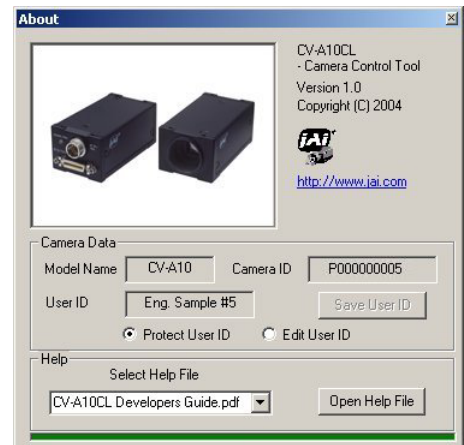 About
CV-A10CL
- Camera Control Tool
Version 1.0
Copyright (C) 2004
JAI
http://www.jai.com
Camera Data
Model Name CV-A10 Camera ID P000000005
User ID Eng. Sample #5 Save User ID
Protect User ID Edit User ID
Help
Select Help File
CV-A10CL Developers Guide.pdf Open Help File